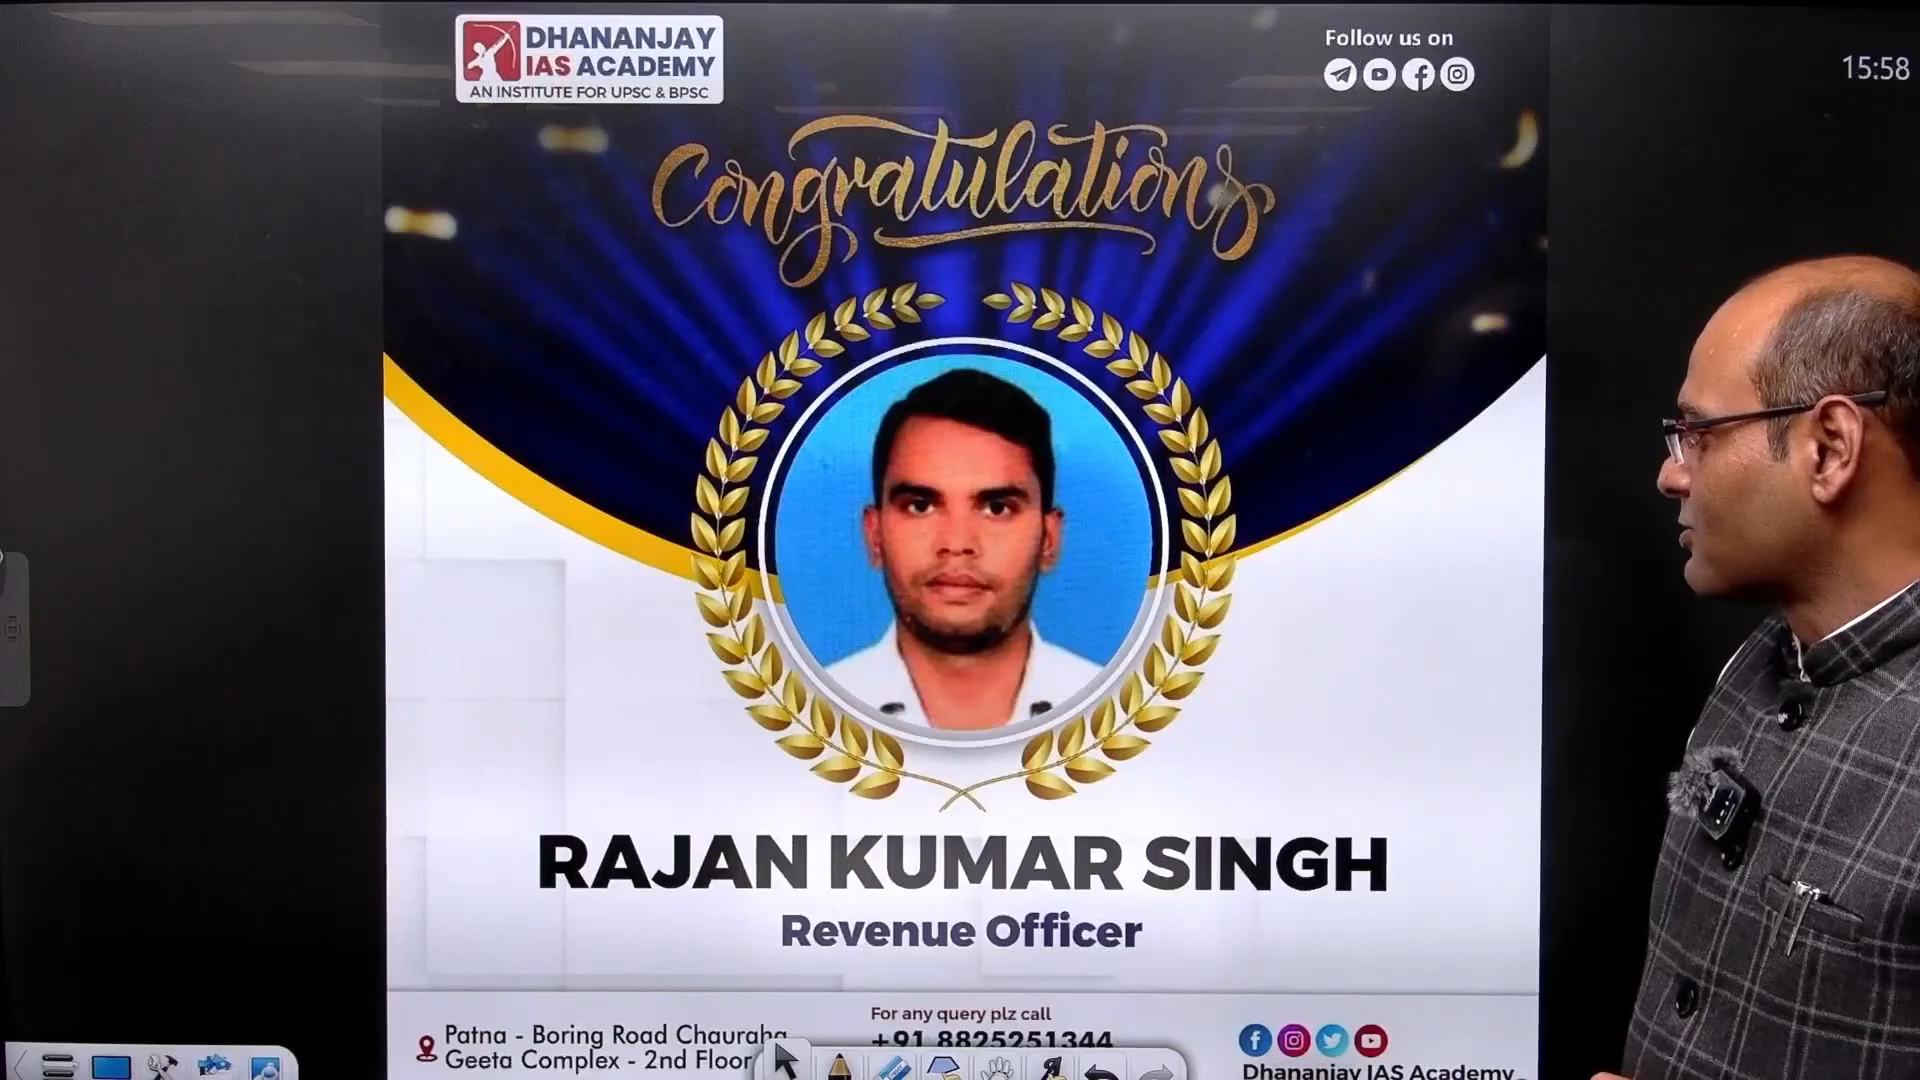 DHANANJAY
IAS ACADEMY
AN INSTITUTE FOR UPSC & BPSC
Follow us on
15:58
Congratulations
RAJAN KUMAR SINGH
Revenue Officer
For any query plz call
+91 8825251344
Patna - Boring Road Chauraha
Geeta Complex - 2nd Floor
Dhananjay IAS Academy